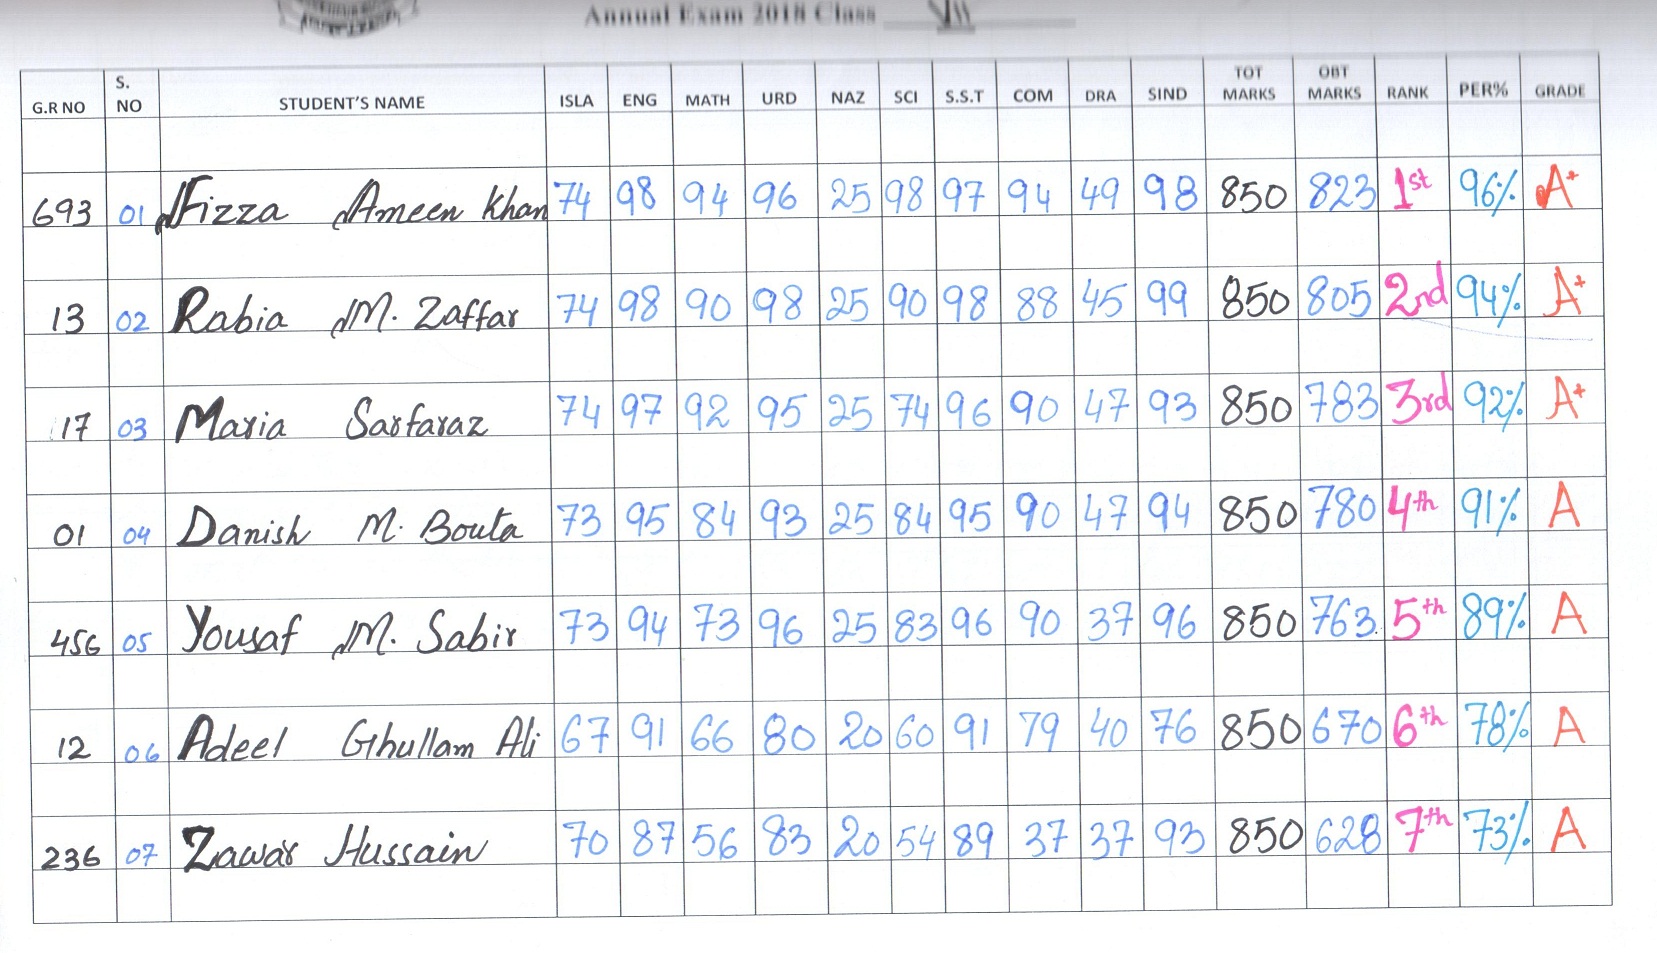 Annual Exam 2018 Class VII
G.R NO S. NO STUDENT'S NAME ISLA ENG MATH URD NAZ SCI S.S.T COM DRA SIND TOT MARKS OBT MARKS RANK PER% GRADE
693 01 Fizza Ameen Khan 74 98 94 96 25 98 97 94 49 98 850 823 1st 96% A+
13 02 Rabia M. Zaffar 74 98 90 98 25 90 98 88 45 99 850 805 2nd 94% A+
17 03 Maria Sarfaraz 74 97 92 95 25 74 96 90 47 93 850 783 3rd 92% A+
01 04 Danish M. Bouta 73 95 84 93 25 84 95 90 47 94 850 780 4th 91% A
456 05 Yousaf M. Sabir 73 94 73 96 25 83 96 90 37 96 850 763 5th 89% A
12 06 Adeel Ghullam Ali 67 91 66 80 20 60 91 79 40 76 850 670 6th 78% A
236 07 Zawar Hussain 70 87 56 83 20 54 89 37 37 93 850 628 7th 73% A